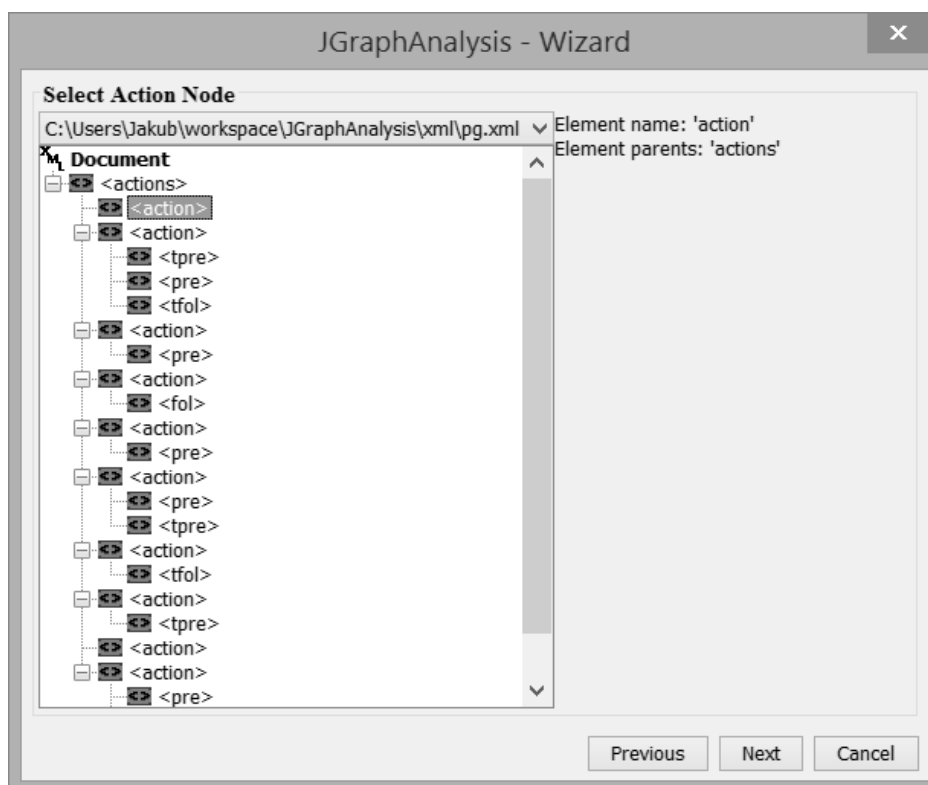 JGraphAnalysis - Wizard
Select Action Node
C:\Users\Jakub\workspace\JGraphAnalysis\xml\pg.xml
Element name: 'action'
Element parents: 'actions'
XML Document
<actions>
<action>
<action>
<tpre>
<pre>
<tfol>
<action>
<pre>
<action>
<fol>
<action>
<pre>
<action>
<pre>
<tpre>
<action>
<tfol>
<action>
<tpre>
<action>
<action>
<pre>
Previous Next Cancel